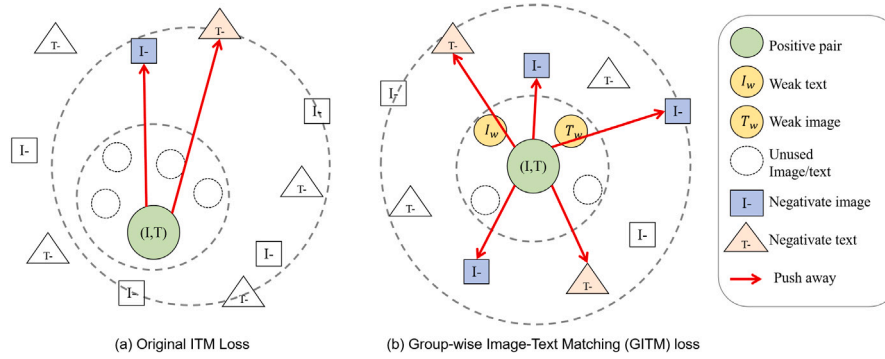 T-
I-
T-
I-
I-
T-
T-
(I,T)
I-
I-
T-
(a) Original ITM Loss
T-
I-
T-
I-
I-
I_w
T_w
(I,T)
T-
I-
I-
T-
(b) Group-wise Image-Text Matching (GITM) loss
(I,T) Positive pair
I_w Weak text
T_w Weak image
Unused
Image/text
I- Negativate image
T- Negativate text
Push away